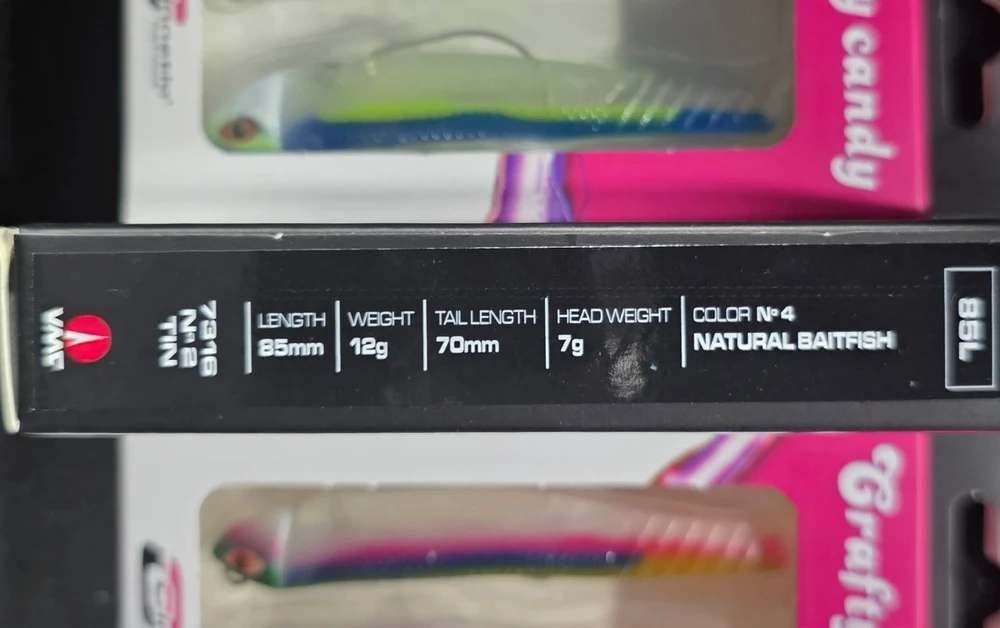 candy
VMC
7316
Nº 2
TIN
LENGTH
85mm
WEIGHT
12g
TAIL LENGTH
70mm
HEAD WEIGHT
7g
COLOR Nº 4
NATURAL BAITFISH
85L
Crafty